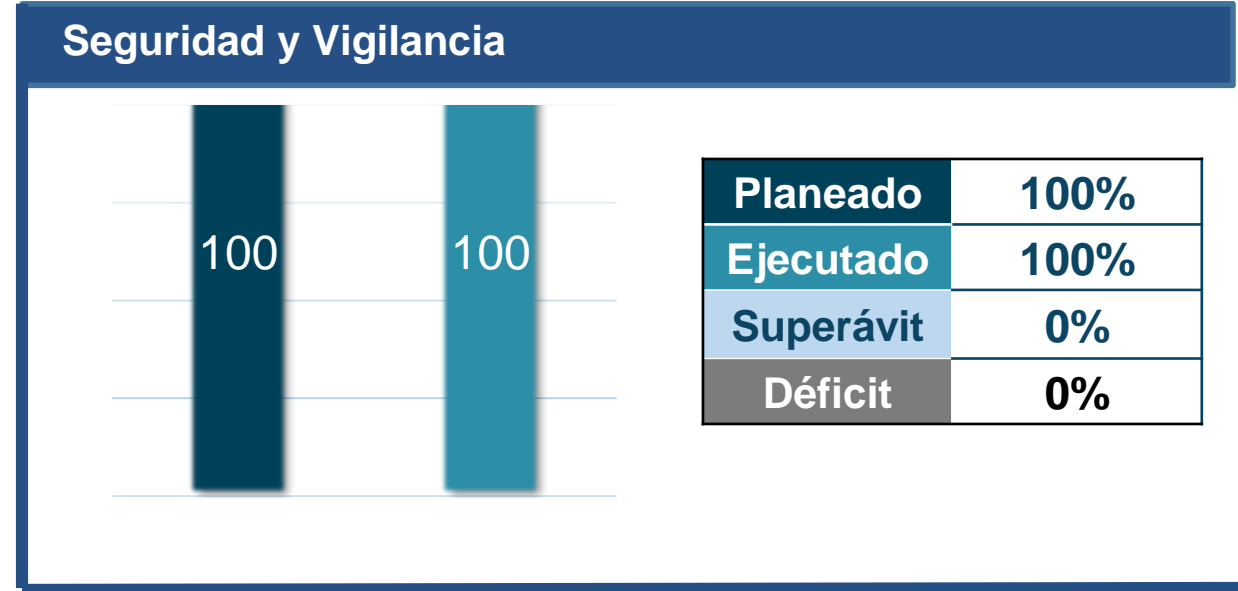 Seguridad y Vigilancia
100 100
Planeado 100%
Ejecutado 100%
Superávit 0%
Déficit 0%